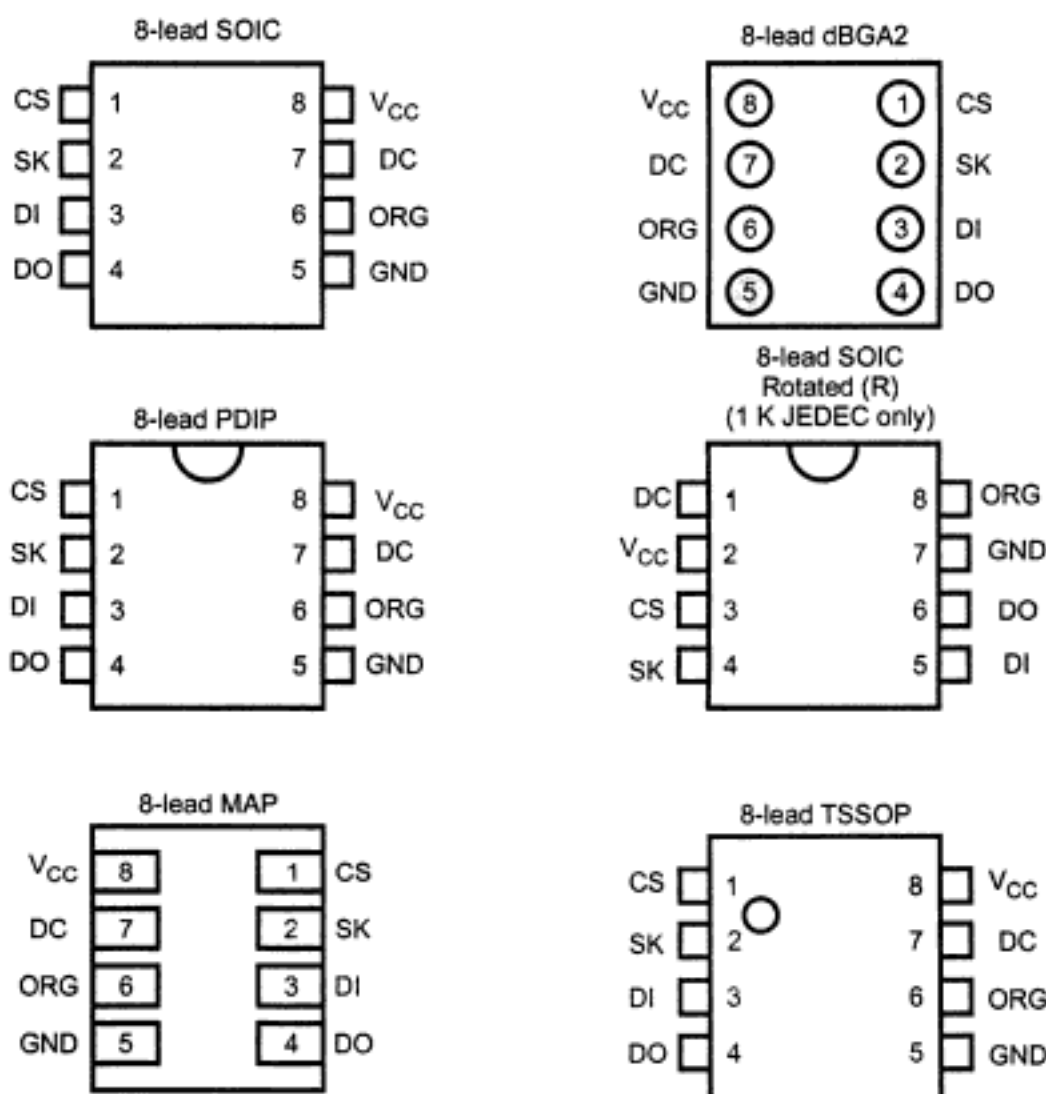 8-lead SOIC
CS 1 8 VCC
SK 2 7 DC
DI 3 6 ORG
DO 4 5 GND
8-lead dBGA2
VCC 8 1 CS
DC 7 2 SK
ORG 6 3 DI
GND 5 4 DO
8-lead PDIP
CS 1 8 VCC
SK 2 7 DC
DI 3 6 ORG
DO 4 5 GND
8-lead SOIC
Rotated (R)
(1 K JEDEC only)
DC 1 8 ORG
VCC 2 7 GND
CS 3 6 DO
SK 4 5 DI
8-lead MAP
VCC 8 1 CS
DC 7 2 SK
ORG 6 3 DI
GND 5 4 DO
8-lead TSSOP
CS 1 8 VCC
SK 2 7 DC
DI 3 6 ORG
DO 4 5 GND